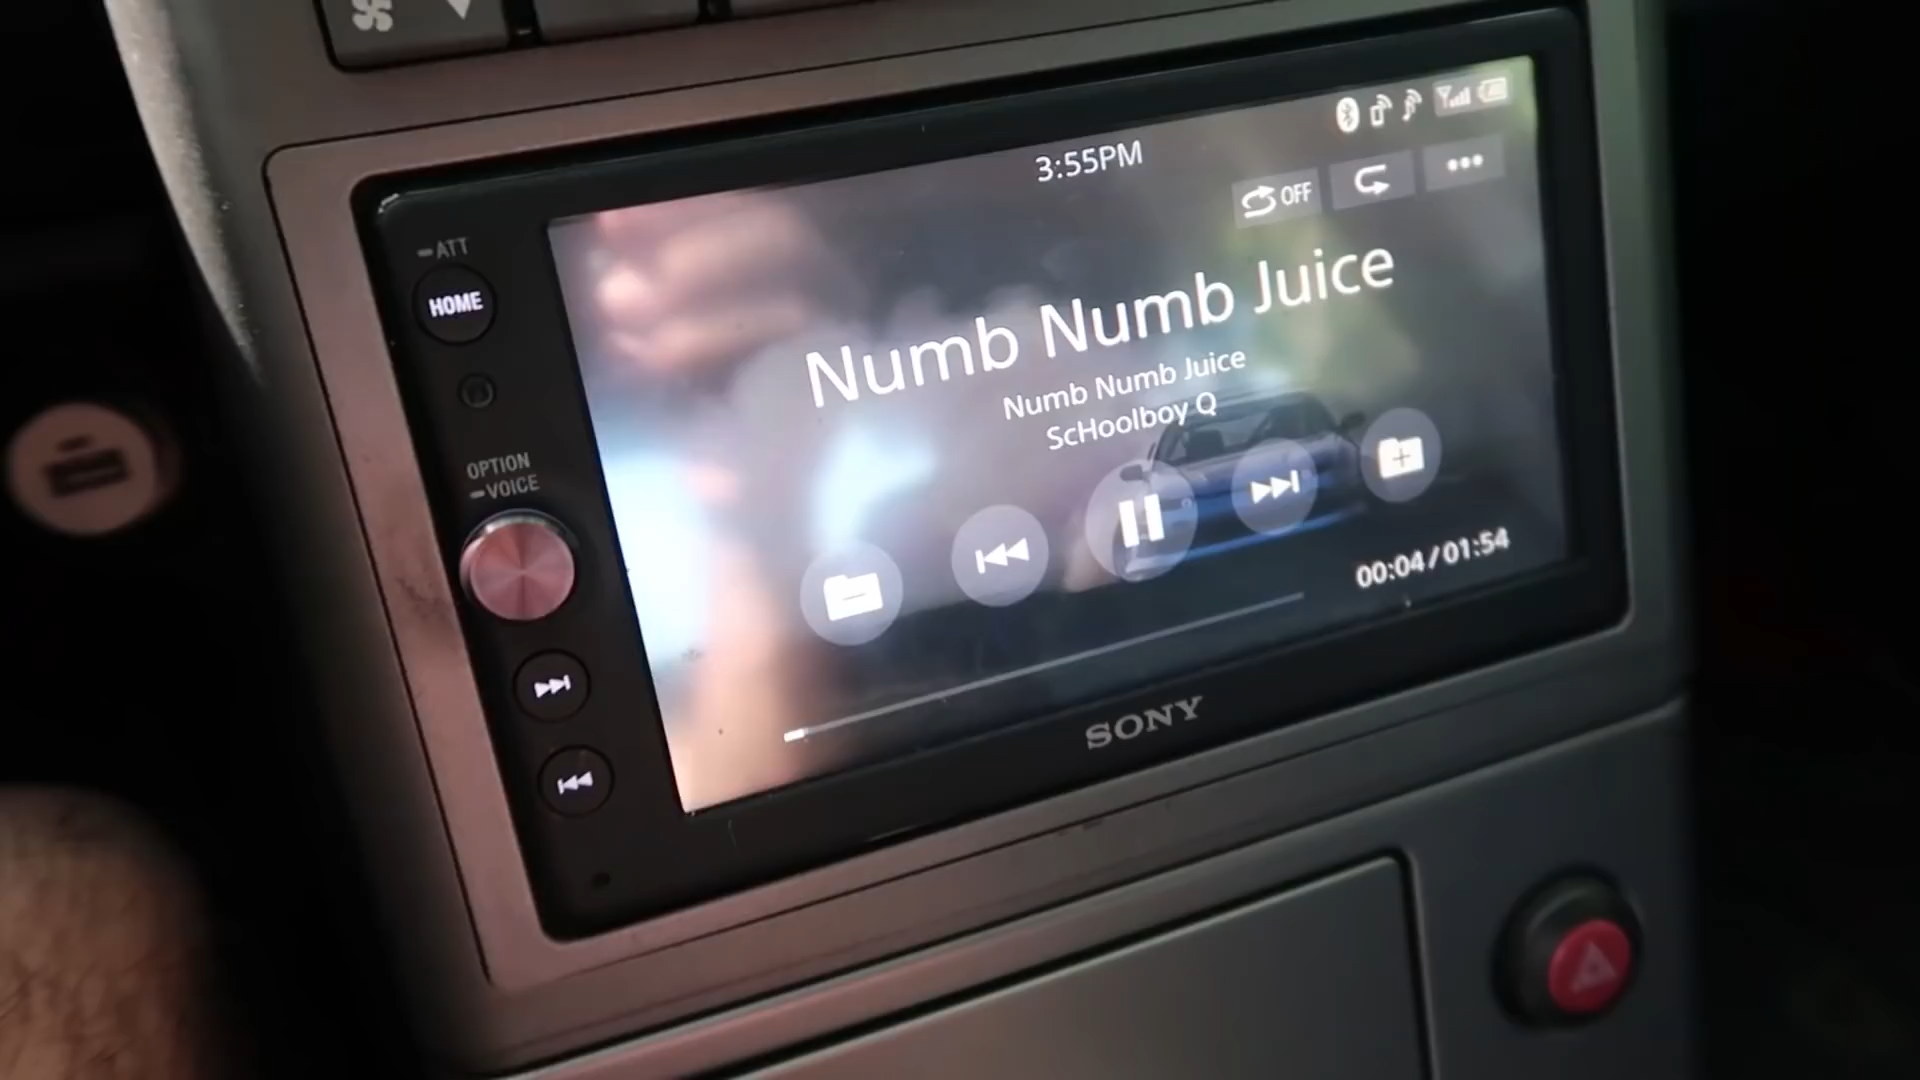 3:55PM
OFF
ATT
HOME
Numb Numb Juice
Numb Numb Juice
ScHoolboy Q
OPTION
VOICE
00:04/01:54
SONY